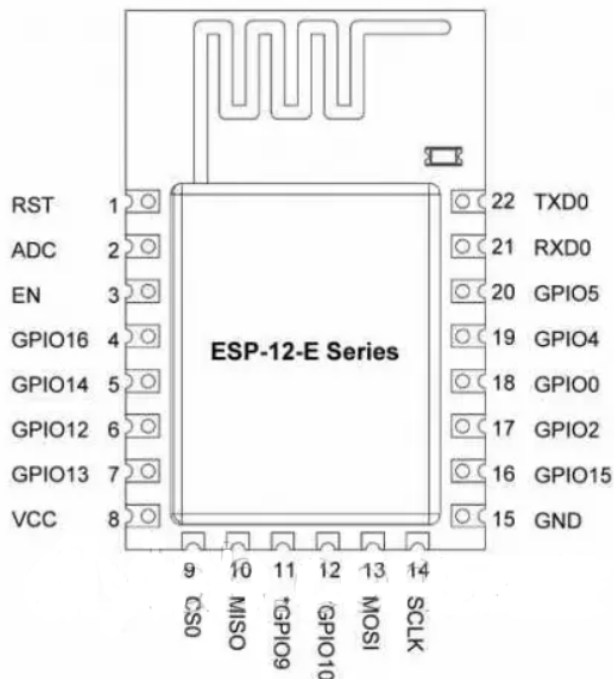 RST 1
ADC 2
EN 3
GPIO16 4
GPIO14 5
GPIO12 6
GPIO13 7
VCC 8
ESP-12-E Series
22 TXD0
21 RXD0
20 GPIO5
19 GPIO4
18 GPIO0
17 GPIO2
16 GPIO15
15 GND
9 CS0
10 MISO
11 GPIO9
12 GPIO10
13 MOSI
14 SCLK